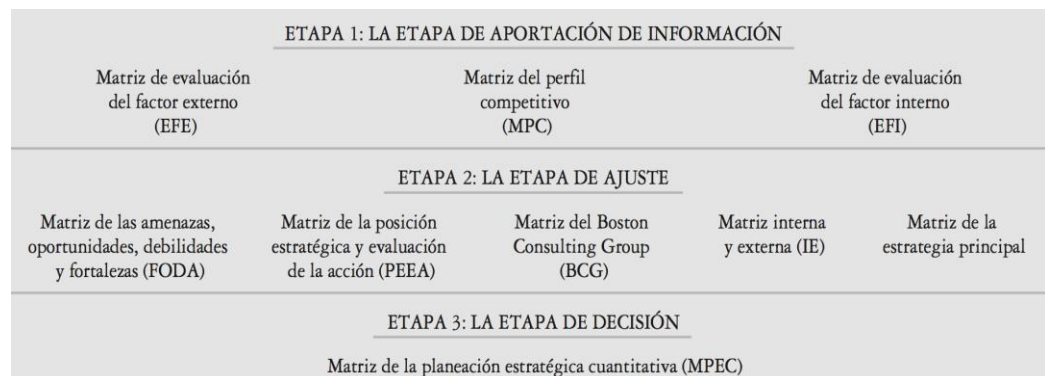 ETAPA 1: LA ETAPA DE APORTACIÓN DE INFORMACIÓN
Matriz de evaluación
del factor externo
(EFE)
Matriz del perfil
competitivo
(MPC)
Matriz de evaluación
del factor interno
(EFI)
ETAPA 2: LA ETAPA DE AJUSTE
Matriz de las amenazas,
oportunidades, debilidades
y fortalezas (FODA)
Matriz de la posición
estratégica y evaluación
de la acción (PEEA)
Matriz del Boston
Consulting Group
(BCG)
Matriz interna
y externa (IE)
Matriz de la
estrategia principal
ETAPA 3: LA ETAPA DE DECISIÓN
Matriz de la planeación estratégica cuantitativa (MPEC)